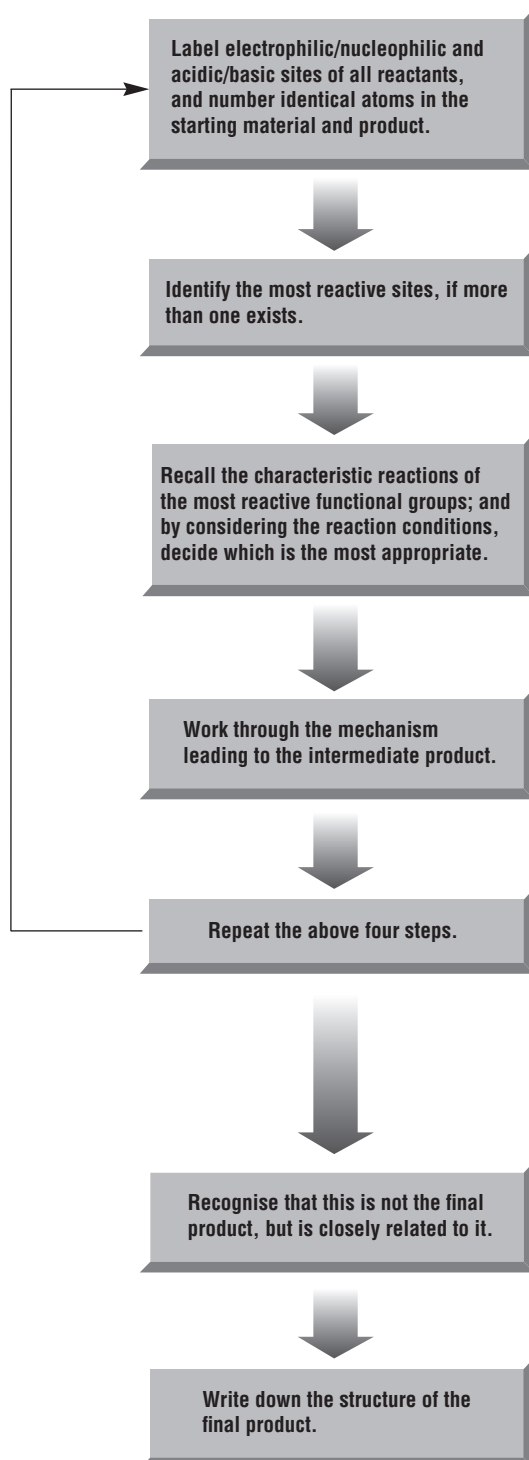 Label electrophilic/nucleophilic and
acidic/basic sites of all reactants,
and number identical atoms in the
starting material and product.
Identify the most reactive sites, if more
than one exists.
Recall the characteristic reactions of
the most reactive functional groups; and
by considering the reaction conditions,
decide which is the most appropriate.
Work through the mechanism
leading to the intermediate product.
Repeat the above four steps.
Recognise that this is not the final
product, but is closely related to it.
Write down the structure of the
final product.